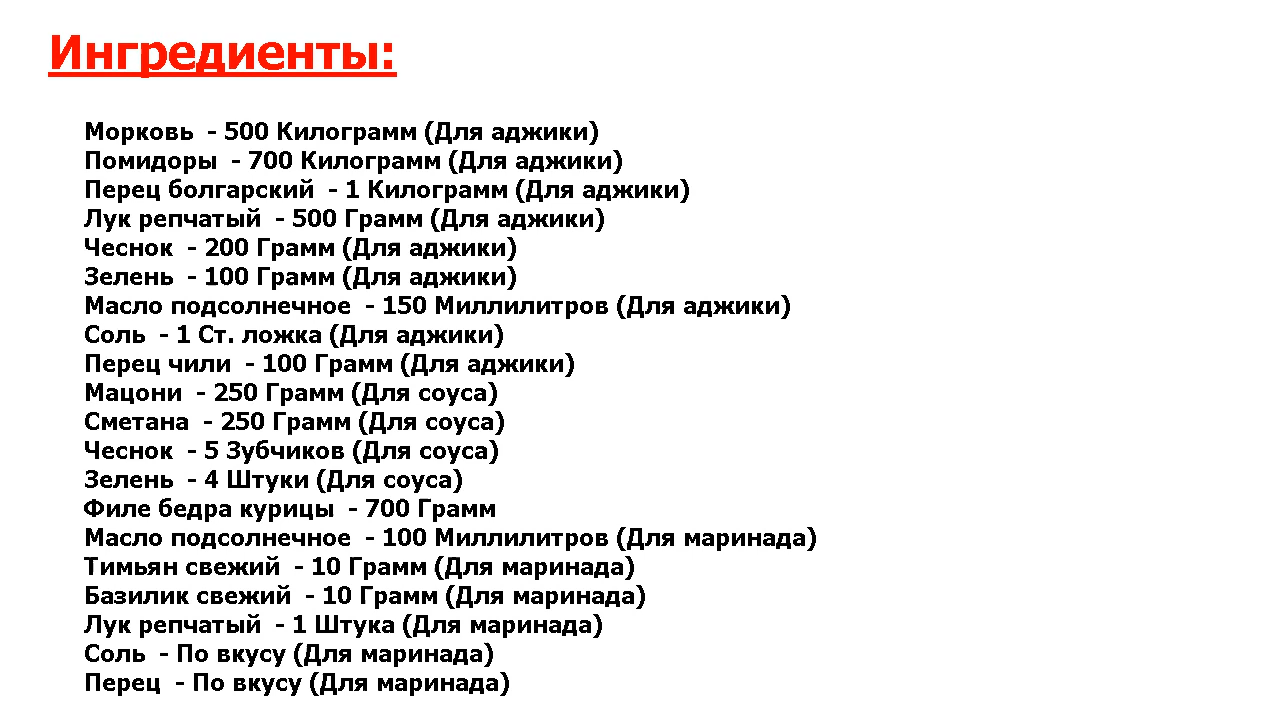 Ингредиенты:
Морковь - 500 Килограмм (Для аджики)
Помидоры - 700 Килограмм (Для аджики)
Перец болгарский - 1 Килограмм (Для аджики)
Лук репчатый - 500 Грамм (Для аджики)
Чеснок - 200 Грамм (Для аджики)
Зелень - 100 Грамм (Для аджики)
Масло подсолнечное - 150 Миллилитров (Для аджики)
Соль - 1 Ст. ложка (Для аджики)
Перец чили - 100 Грамм (Для аджики)
Мацони - 250 Грамм (Для соуса)
Сметана - 250 Грамм (Для соуса)
Чеснок - 5 Зубчиков (Для соуса)
Зелень - 4 Штуки (Для соуса)
Филе бедра курицы - 700 Грамм
Масло подсолнечное - 100 Миллилитров (Для маринада)
Тимьян свежий - 10 Грамм (Для маринада)
Базилик свежий - 10 Грамм (Для маринада)
Лук репчатый - 1 Штука (Для маринада)
Соль - По вкусу (Для маринада)
Перец - По вкусу (Для маринада)